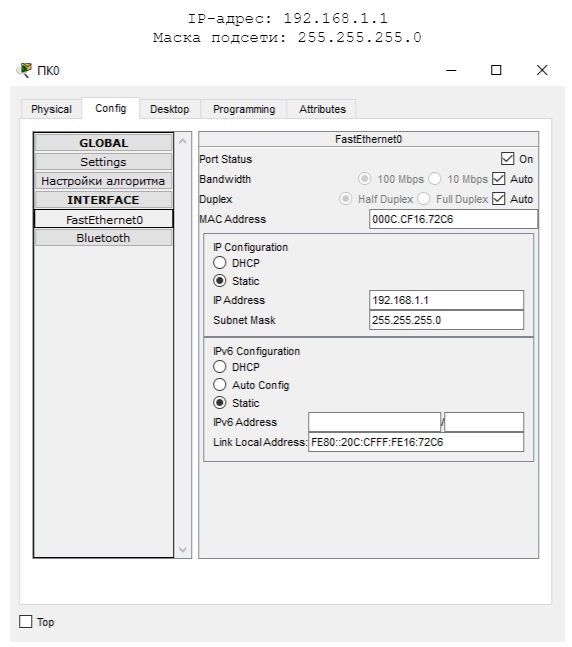 IP-адрес: 192.168.1.1
Маска подсети: 255.255.255.0
ПК0
Physical Config Desktop Programming Attributes
GLOBAL
Settings
Настройки алгоритма
INTERFACE
FastEthernet0
Bluetooth
FastEthernet0
Port Status On
Bandwidth 100 Mbps 10 Mbps Auto
Duplex Half Duplex Full Duplex Auto
MAC Address 000C.CF16.72C6
IP Configuration
DHCP
Static
IP Address 192.168.1.1
Subnet Mask 255.255.255.0
IPv6 Configuration
DHCP
Auto Config
Static
IPv6 Address /
Link Local Address: FE80::20C:CFFF:FE16:72C6
Top